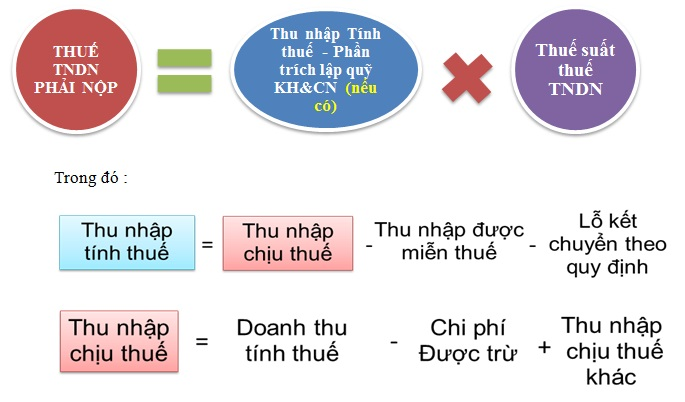 THUẾ
TNDN
PHẢI NỘP
=
Thu nhập Tính
thuế - Phần
trích lập quỹ
KH&CN (nếu
có)
×
Thuế suất
thuế
TNDN
Trong đó :
Thu nhập
tính thuế
=
Thu nhập
chịu thuế
-
Thu nhập được
miễn thuế
-
Lỗ kết
chuyển theo
quy định
Thu nhập
chịu thuế
=
Doanh thu
tính thuế
-
Chi phí
Được trừ
+
Thu nhập
chịu thuế
khác